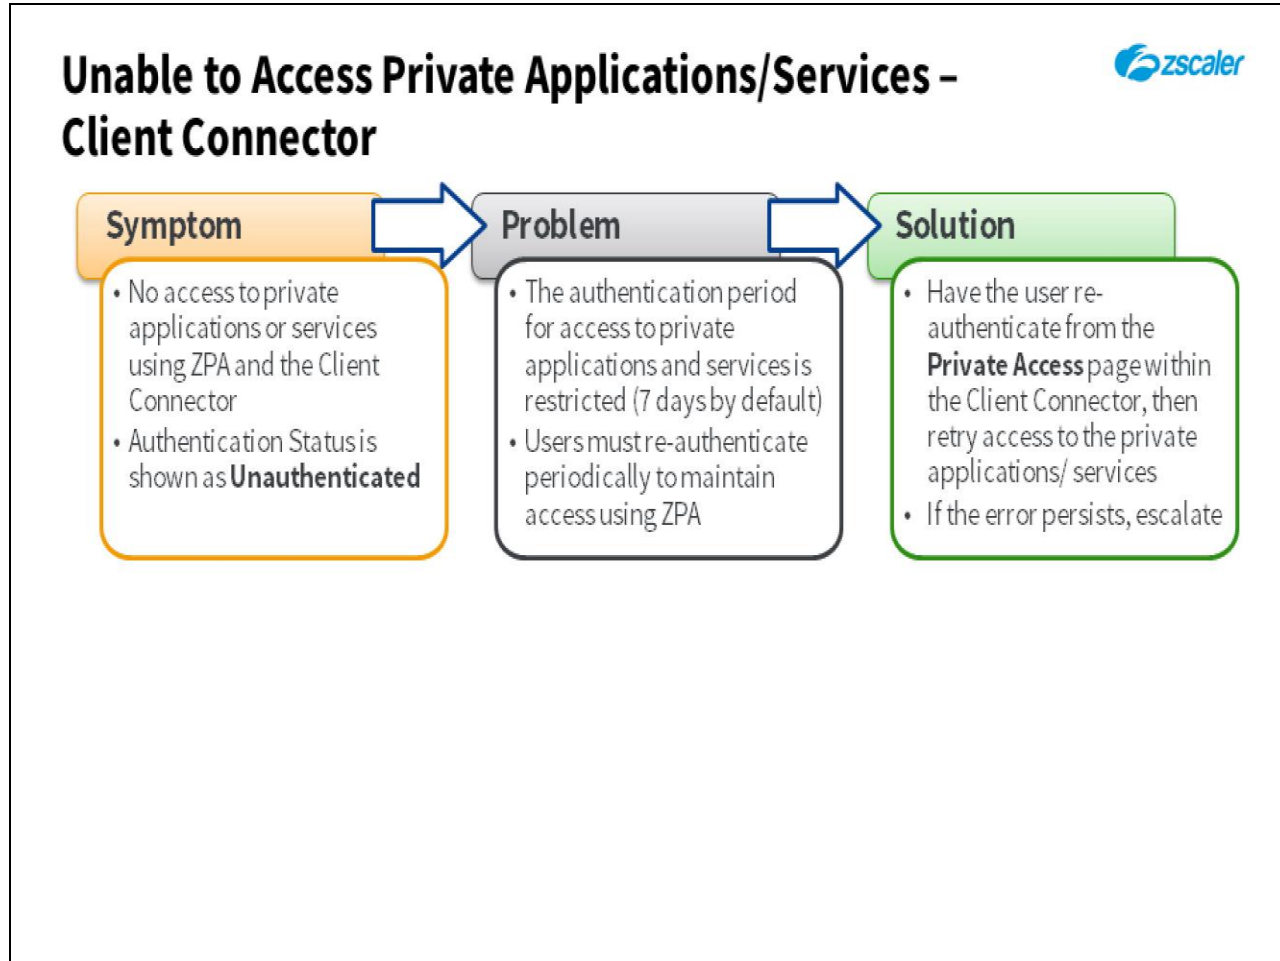 Unable to Access Private Applications/Services –
Client Connector
zscaler
Symptom
• No access to private
applications or services
using ZPA and the Client
Connector
• Authentication Status is
shown as Unauthenticated
Problem
• The authentication period
for access to private
applications and services is
restricted (7 days by default)
• Users must re-authenticate
periodically to maintain
access using ZPA
Solution
• Have the user re-
authenticate from the
Private Access page within
the Client Connector, then
retry access to the private
applications/ services
• If the error persists, escalate